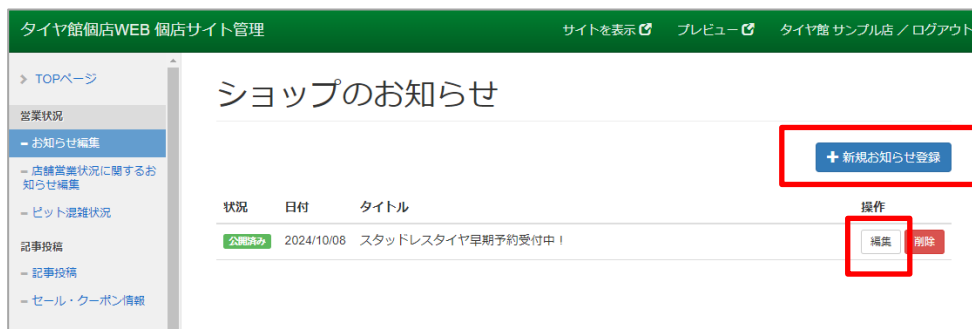 タイヤ館個店WEB 個店サイト管理
サイトを表示 プレビュー タイヤ館 サンプル店 / ログアウト
> TOPページ
営業状況
- お知らせ編集
- 店舗営業状況に関するお
知らせ編集
- ピット混雑状況
記事投稿
- 記事投稿
- セール・クーポン情報
ショップのお知らせ
+ 新規お知らせ登録
状況 日付 タイトル 操作
公開済み 2024/10/08 スタッドレスタイヤ早期予約受付中! 編集 削除